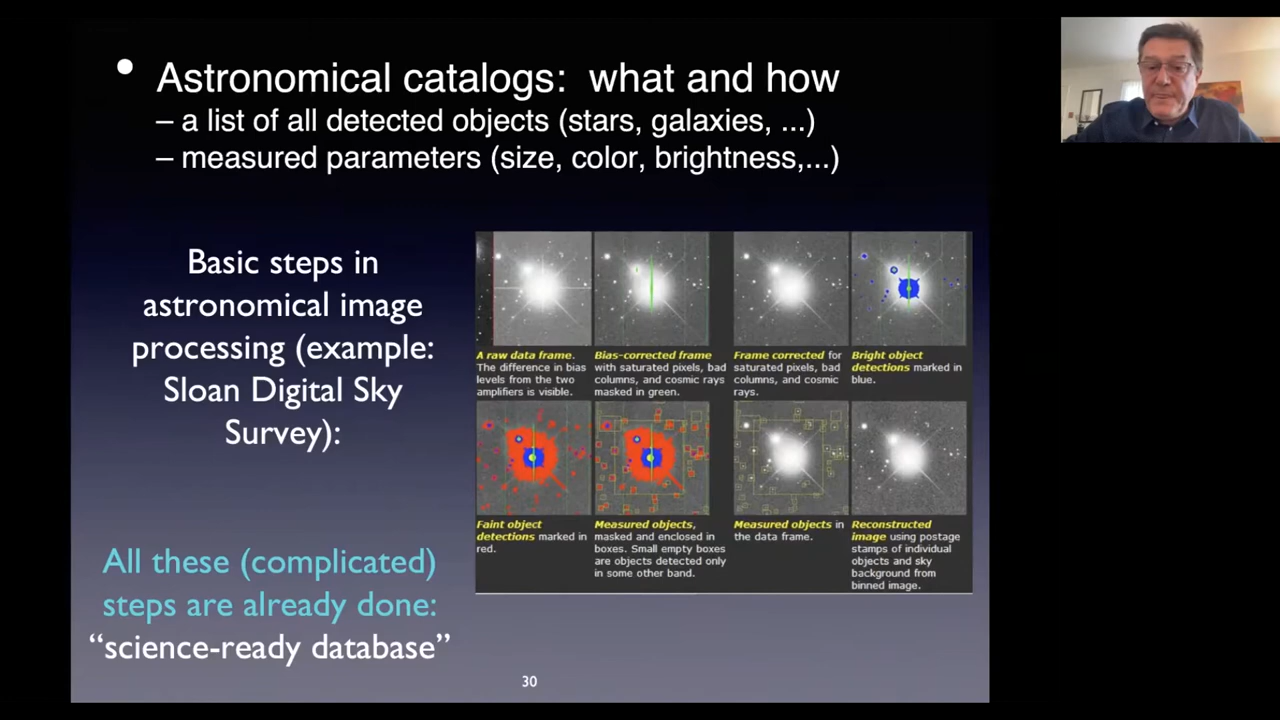 • Astronomical catalogs: what and how
– a list of all detected objects (stars, galaxies, ...)
– measured parameters (size, color, brightness,...)
Basic steps in
astronomical image
processing (example:
Sloan Digital Sky
Survey):
All these (complicated)
steps are already done:
“science-ready database”
A raw data frame.
The difference in bias
levels from the two
amplifiers is visible.
Bias-corrected frame
with saturated pixels, bad
columns, and cosmic rays
masked in green.
Frame corrected for
saturated pixels, bad
columns, and cosmic
rays.
Bright object
detections marked in
blue.
Faint object
detections marked in
red.
Measured objects,
masked and enclosed in
boxes. Small empty boxes
are objects detected only
in some other band.
Measured objects in
the data frame.
Reconstructed
image using postage
stamps of individual
objects and sky
background from
binned image.
30